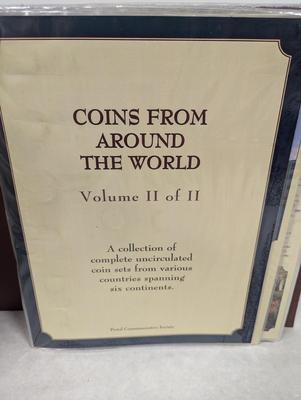 COINS FROM
AROUND
THE WORLD
Volume II of II
A collection of
complete uncirculated
coin sets from various
countries spanning
six continents.
Postal Commemorative Society